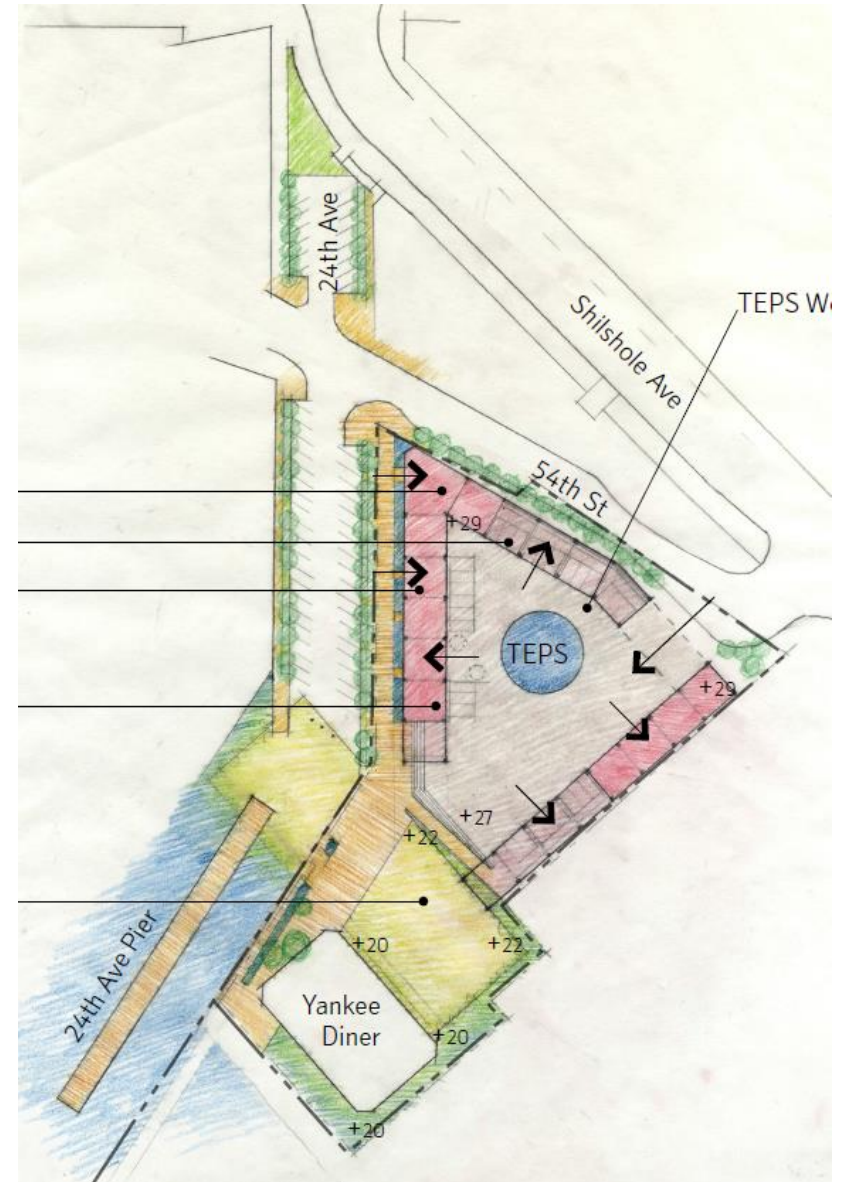 24th Ave
TEPS W
Shilshole Ave
54th St
+29
TEPS
+29
+27
+22
+20
+22
24th Ave Pier
Yankee
Diner
+20
+20